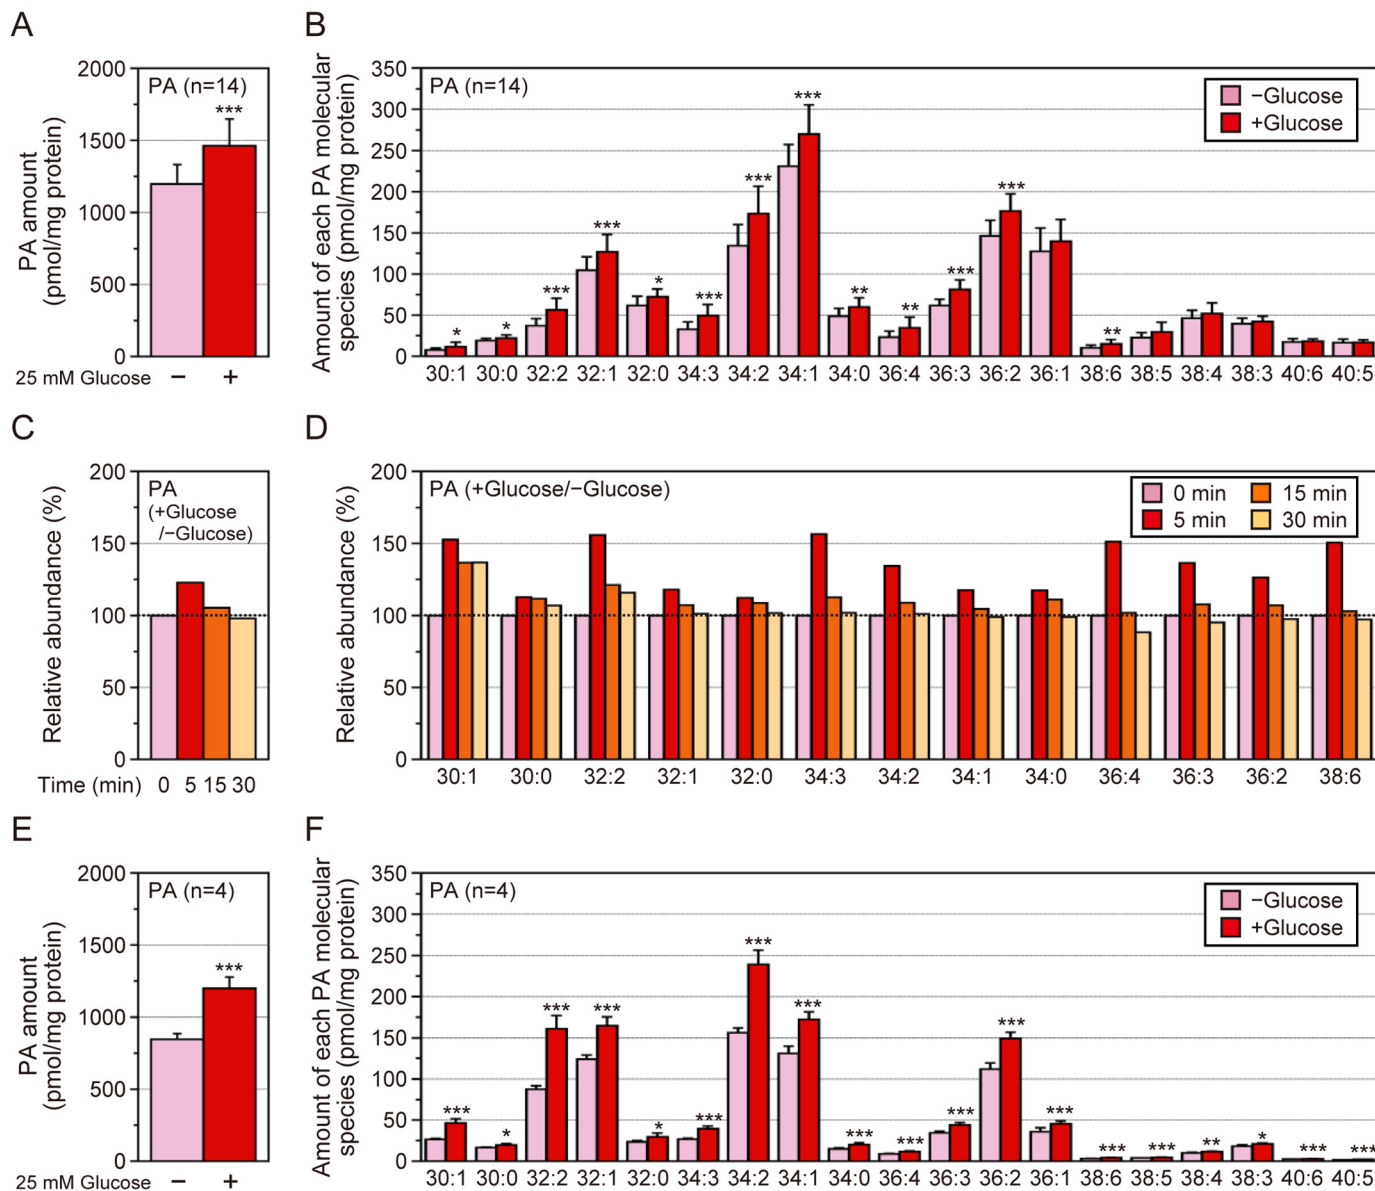 A
PA amount
(pmol/mg protein)
2000
1500
1000
500
0
PA (n=14)
***
25 mM Glucose − +
B
Amount of each PA molecular
species (pmol/mg protein)
350
300
250
200
150
100
50
0
PA (n=14)
−Glucose
+Glucose
* * *** *** * *** *** *** ** ** *** *** **
30:1 30:0 32:2 32:1 32:0 34:3 34:2 34:1 34:0 36:4 36:3 36:2 36:1 38:6 38:5 38:4 38:3 40:6 40:5
C
Relative abundance (%)
200
150
100
50
0
PA
(+Glucose
/−Glucose)
Time (min) 0 5 15 30
D
Relative abundance (%)
200
150
100
50
0
PA (+Glucose/−Glucose)
0 min 15 min
5 min 30 min
30:1 30:0 32:2 32:1 32:0 34:3 34:2 34:1 34:0 36:4 36:3 36:2 38:6
E
PA amount
(pmol/mg protein)
2000
1500
1000
500
0
PA (n=4)
***
25 mM Glucose − +
F
Amount of each PA molecular
species (pmol/mg protein)
350
300
250
200
150
100
50
0
PA (n=4)
−Glucose
+Glucose
*** * *** *** * *** *** *** *** *** *** *** *** *** *** ** * *** ***
30:1 30:0 32:2 32:1 32:0 34:3 34:2 34:1 34:0 36:4 36:3 36:2 36:1 38:6 38:5 38:4 38:3 40:6 40:5